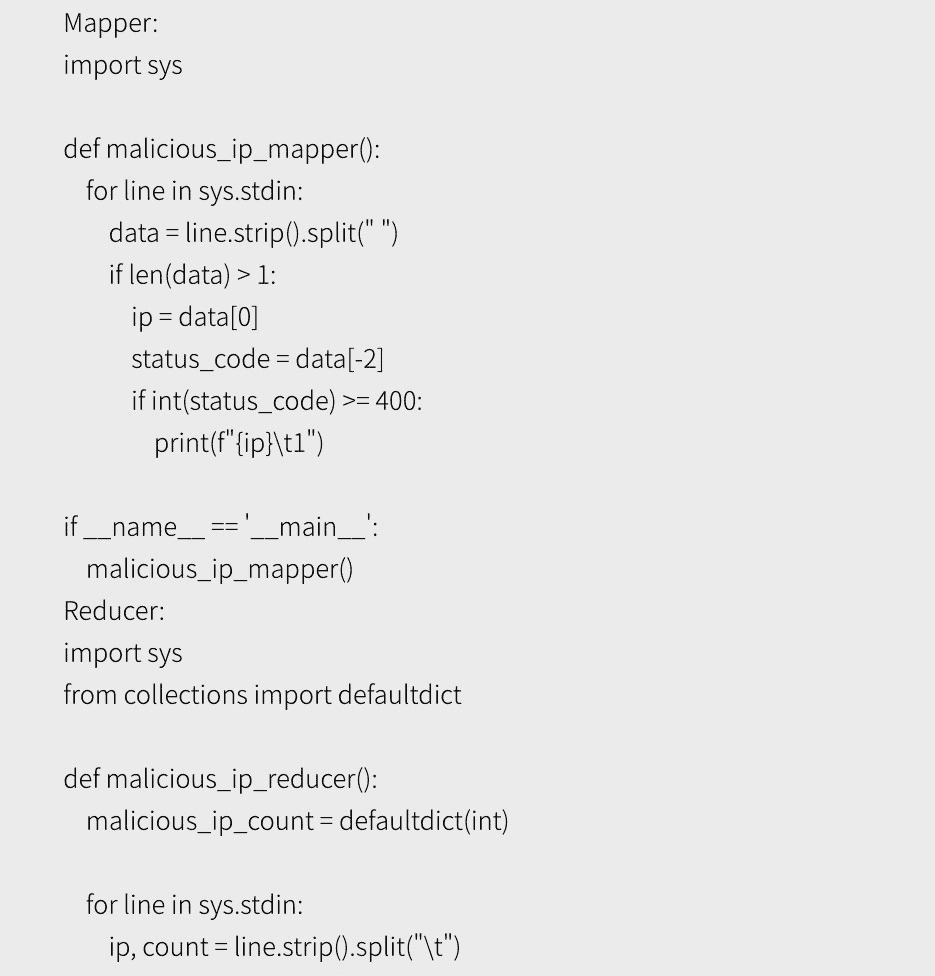 Mapper:
import sys

def malicious_ip_mapper():
    for line in sys.stdin:
        data = line.strip().split(" ")
        if len(data) > 1:
            ip = data[0]
            status_code = data[-2]
            if int(status_code) >= 400:
                print(f"{ip}\t1")

if __name__ == '__main__':
    malicious_ip_mapper()
Reducer:
import sys
from collections import defaultdict

def malicious_ip_reducer():
    malicious_ip_count = defaultdict(int)

    for line in sys.stdin:
        ip, count = line.strip().split("\t")